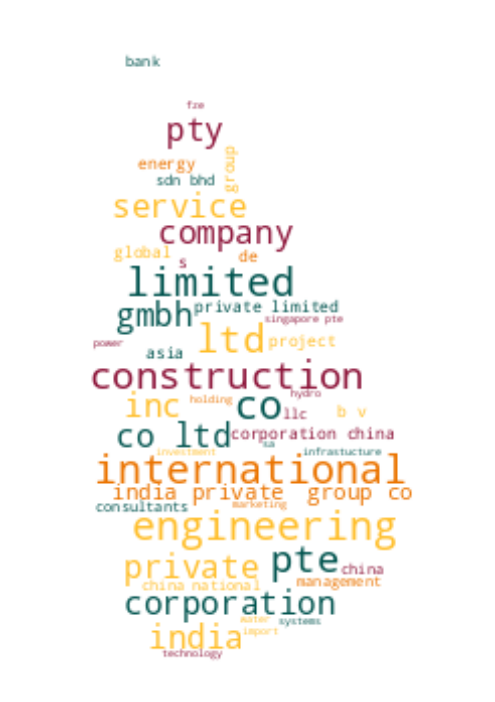 bank
fze
pty
energy
group
sdn bhd
service
company
global
de
s
limited
gmbh
private limited
singapore pte
ltd
project
power
asia
construction
inc
holding
co
hydro
llc
b v
co ltd
corporation china
sa
investment
infrastucture
international
india private
group co
consultants
marketing
engineering
pte
private
china
china national
management
corporation
water
systems
india
import
technology